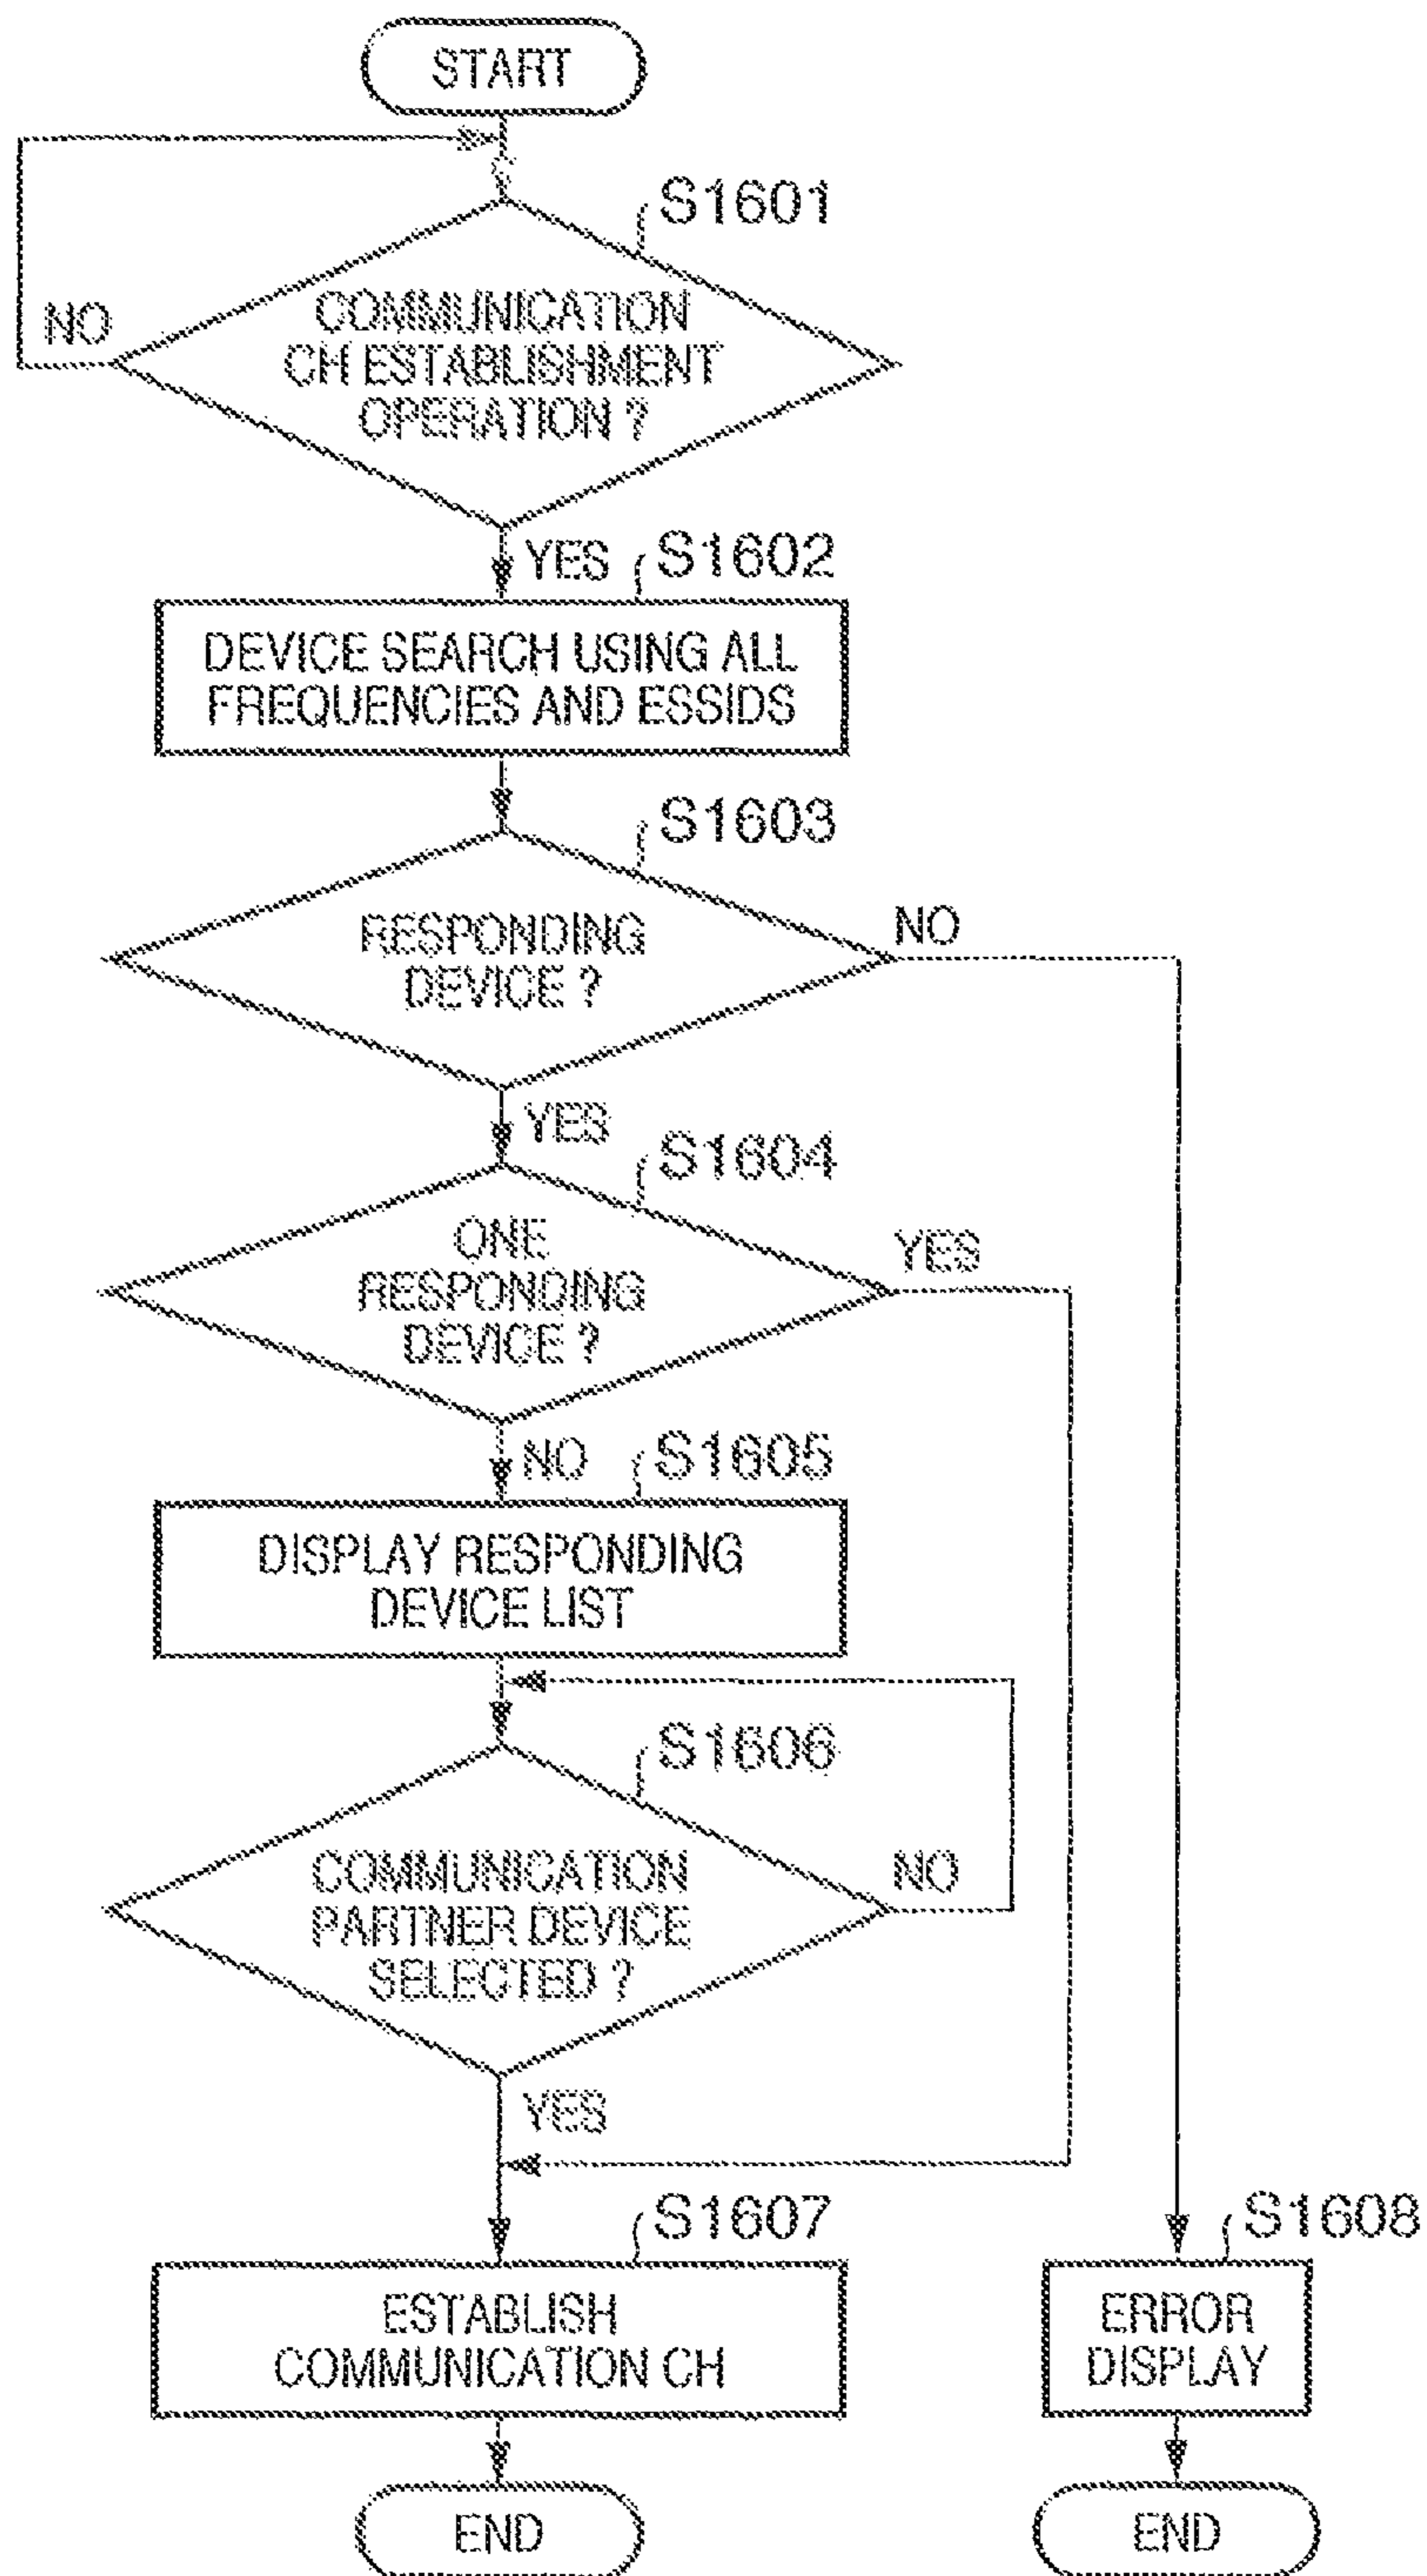 START
S1601
NO
COMMUNICATION
CH ESTABLISHMENT
OPERATION ?
YES
S1602
DEVICE SEARCH USING ALL
FREQUENCIES AND ESSIDS
S1603
RESPONDING
DEVICE ?
NO
YES
S1604
ONE
RESPONDING
DEVICE ?
YES
NO
S1605
DISPLAY RESPONDING
DEVICE LIST
S1606
COMMUNICATION
PARTNER DEVICE
SELECTED ?
NO
YES
S1607
S1608
ESTABLISH
COMMUNICATION CH
ERROR
DISPLAY
END
END